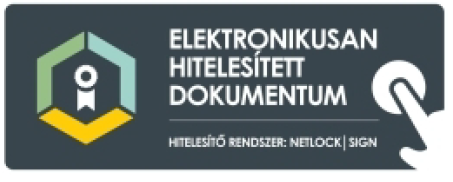 ELEKTRONIKUSAN
HITELESÍTETT
DOKUMENTUM
HITELESÍTŐ RENDSZER: NETLOCK|SIGN